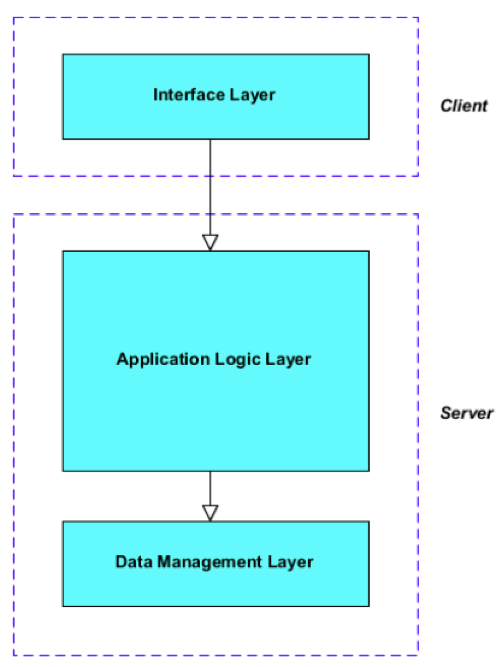 Interface Layer
Client
Application Logic Layer
Server
Data Management Layer